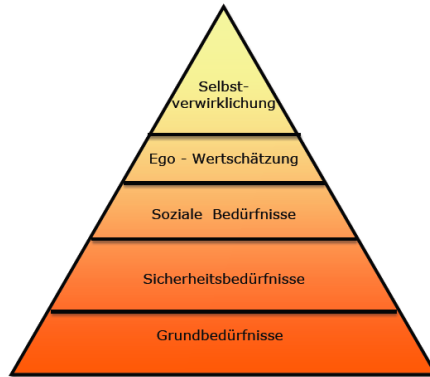 Selbst-
verwirklichung
Ego - Wertschätzung
Soziale Bedürfnisse
Sicherheitsbedürfnisse
Grundbedürfnisse